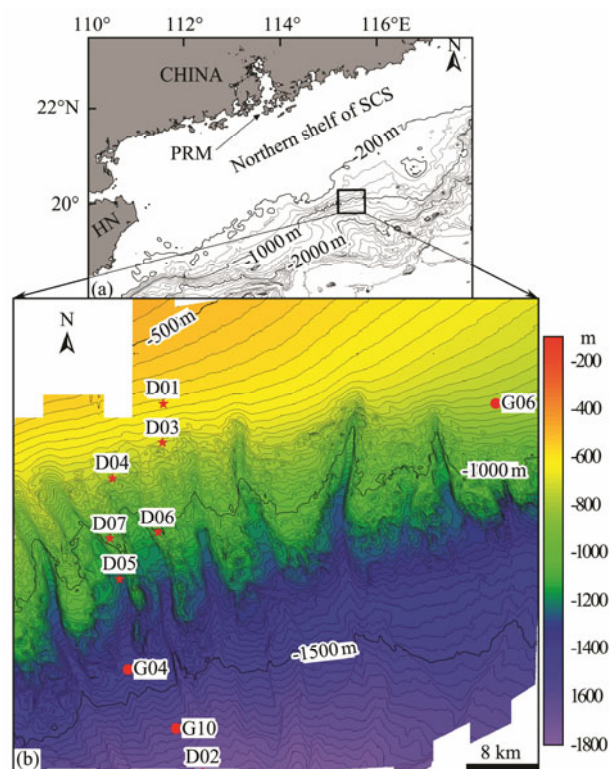 110° 112° 114° 116°E
N
CHINA
22°N
PRM
Northern shelf of SCS
-200 m
20°
HN
-1000 m
-2000 m
(a)
N
-500 m
m
D01
G06
-200
D03
-400
D04
-1000 m
-600
D07
D06
-800
D05
-1000
-1500 m
-1200
G04
-1400
G10
-1600
(b)
D02
8 km
-1800